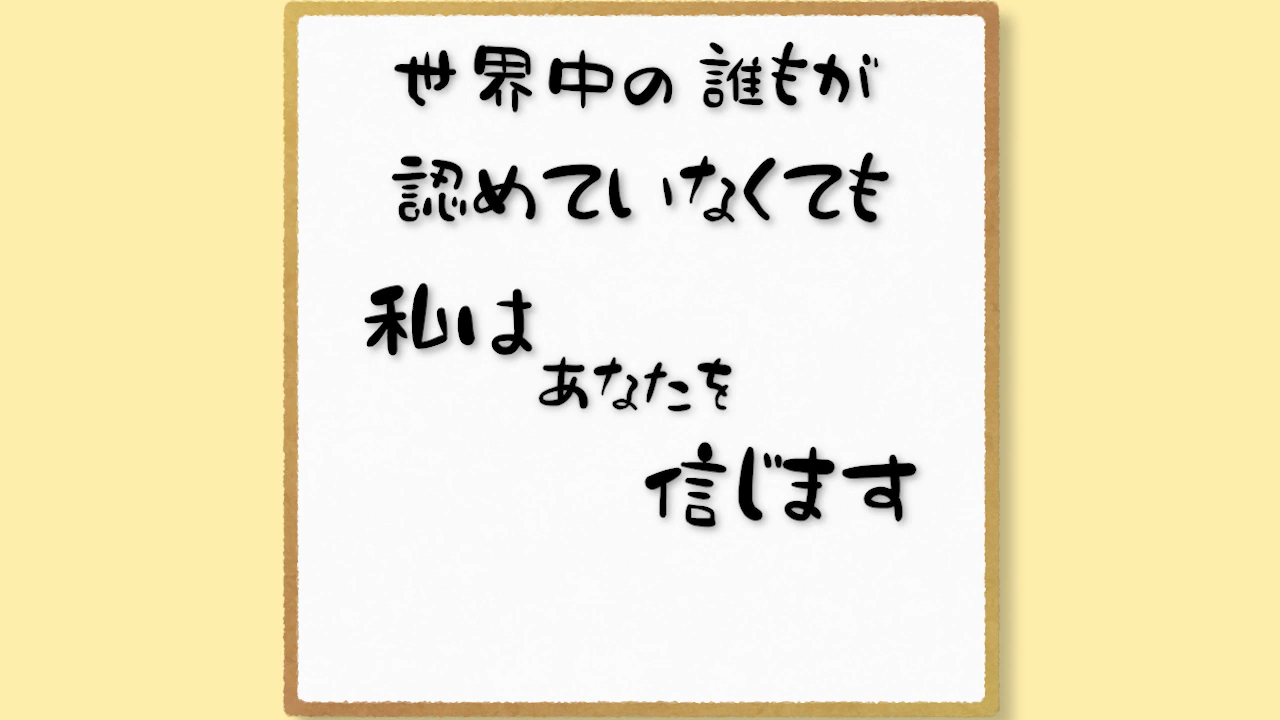 世界中の誰もが
認めていなくても
私は
あなたを
信じます